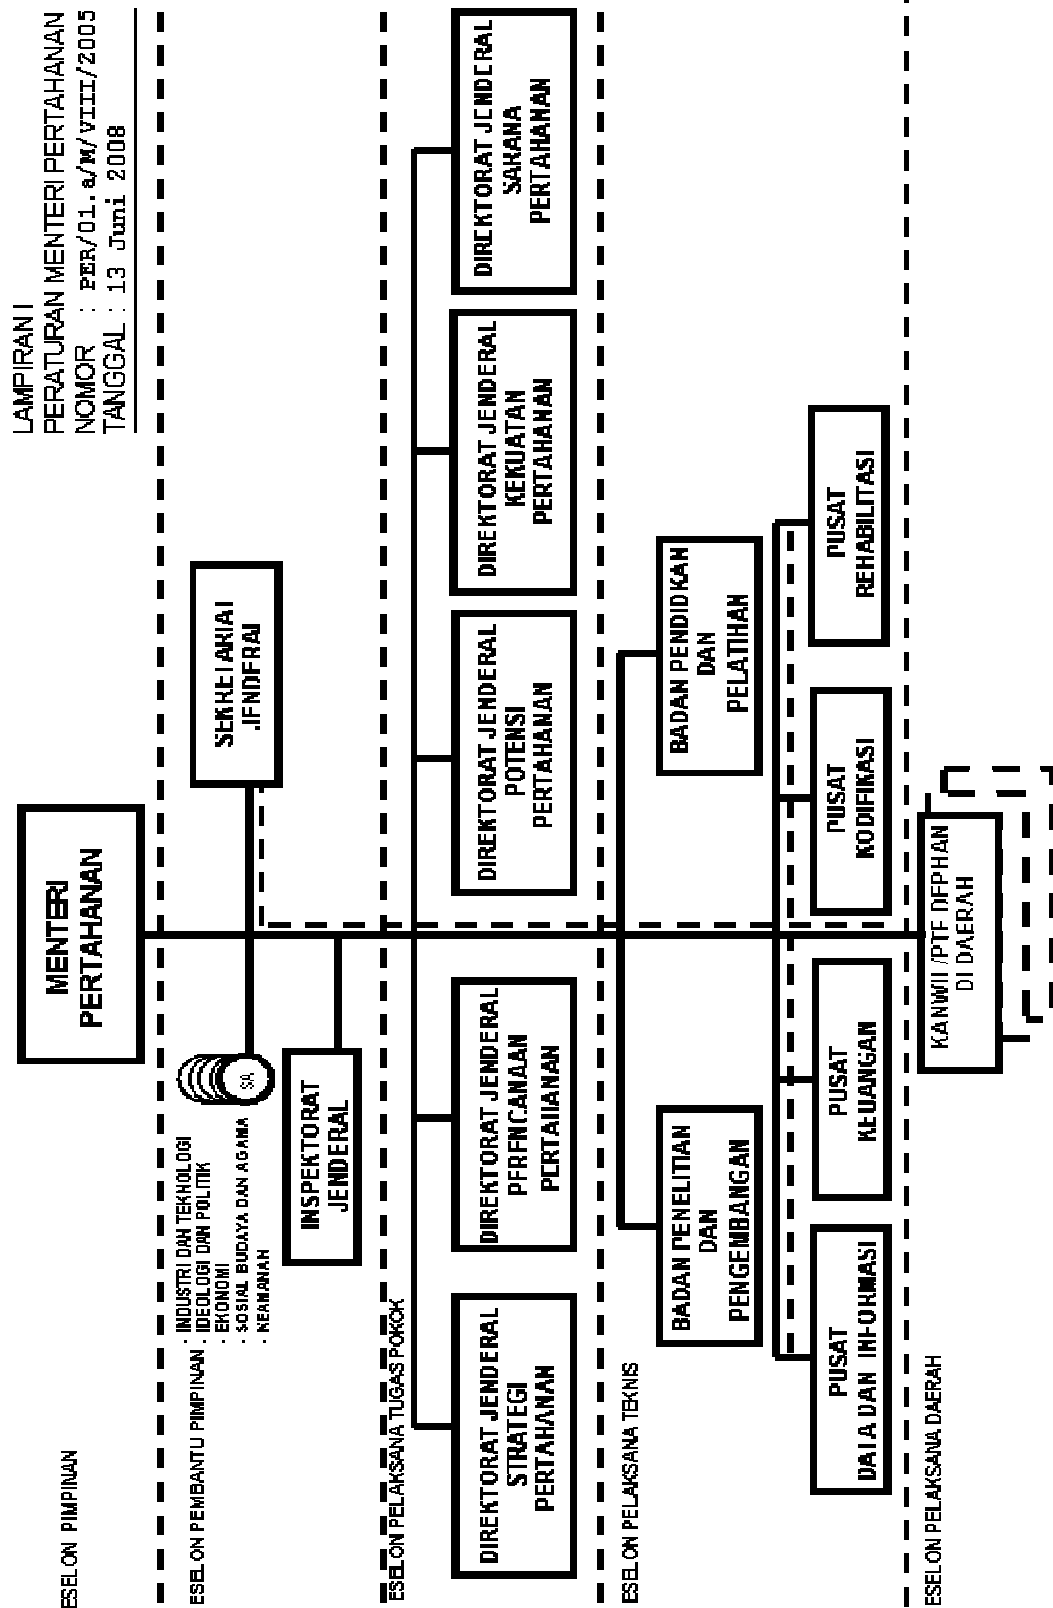 LAMPIRAN I
PERATURAN MENTERI PERTAHANAN
NOMOR : PER/01.a/M/VIII/2005
TANGGAL : 13 Juni 2008
ESELON PIMPINAN
MENTERI
PERTAHANAN
ESELON PEMBANTU PIMPINAN
- INDUSTRI DAN TEKHOLOGI
- IDEOLOGI DAN POLITIK
- EKONOMI
- SOSIAL BUDAYA DAN AGAMA
- KEAMANAN
SA
SEKRETARIAT
JENDERAL
INSPEKTORAT
JENDERAL
ESELON PELAKSANA TUGAS POKOK
DIREKTORAT JENDERAL
STRATEGI
PERTAHANAN
DIREKTORAT JENDERAL
PERENCANAAN
PERTAHANAN
DIREKTORAT JENDERAL
POTENSI
PERTAHANAN
DIREKTORAT JENDERAL
KEKUATAN
PERTAHANAN
DIREKTORAT JENDERAL
SARANA
PERTAHANAN
ESELON PELAKSANA TEKNIS
BADAN PENELITIAN
DAN
PENGEMBANGAN
BADAN PENDIDKAN
DAN
PELATIHAN
PUSAT
DATA DAN INFORMASI
PUSAT
KEUANGAN
PUSAT
KODIFIKASI
PUSAT
REHABILITASI
ESELON PELAKSANA DAERAH
KANWIL /PTF DEPHAN
DI DAERAH